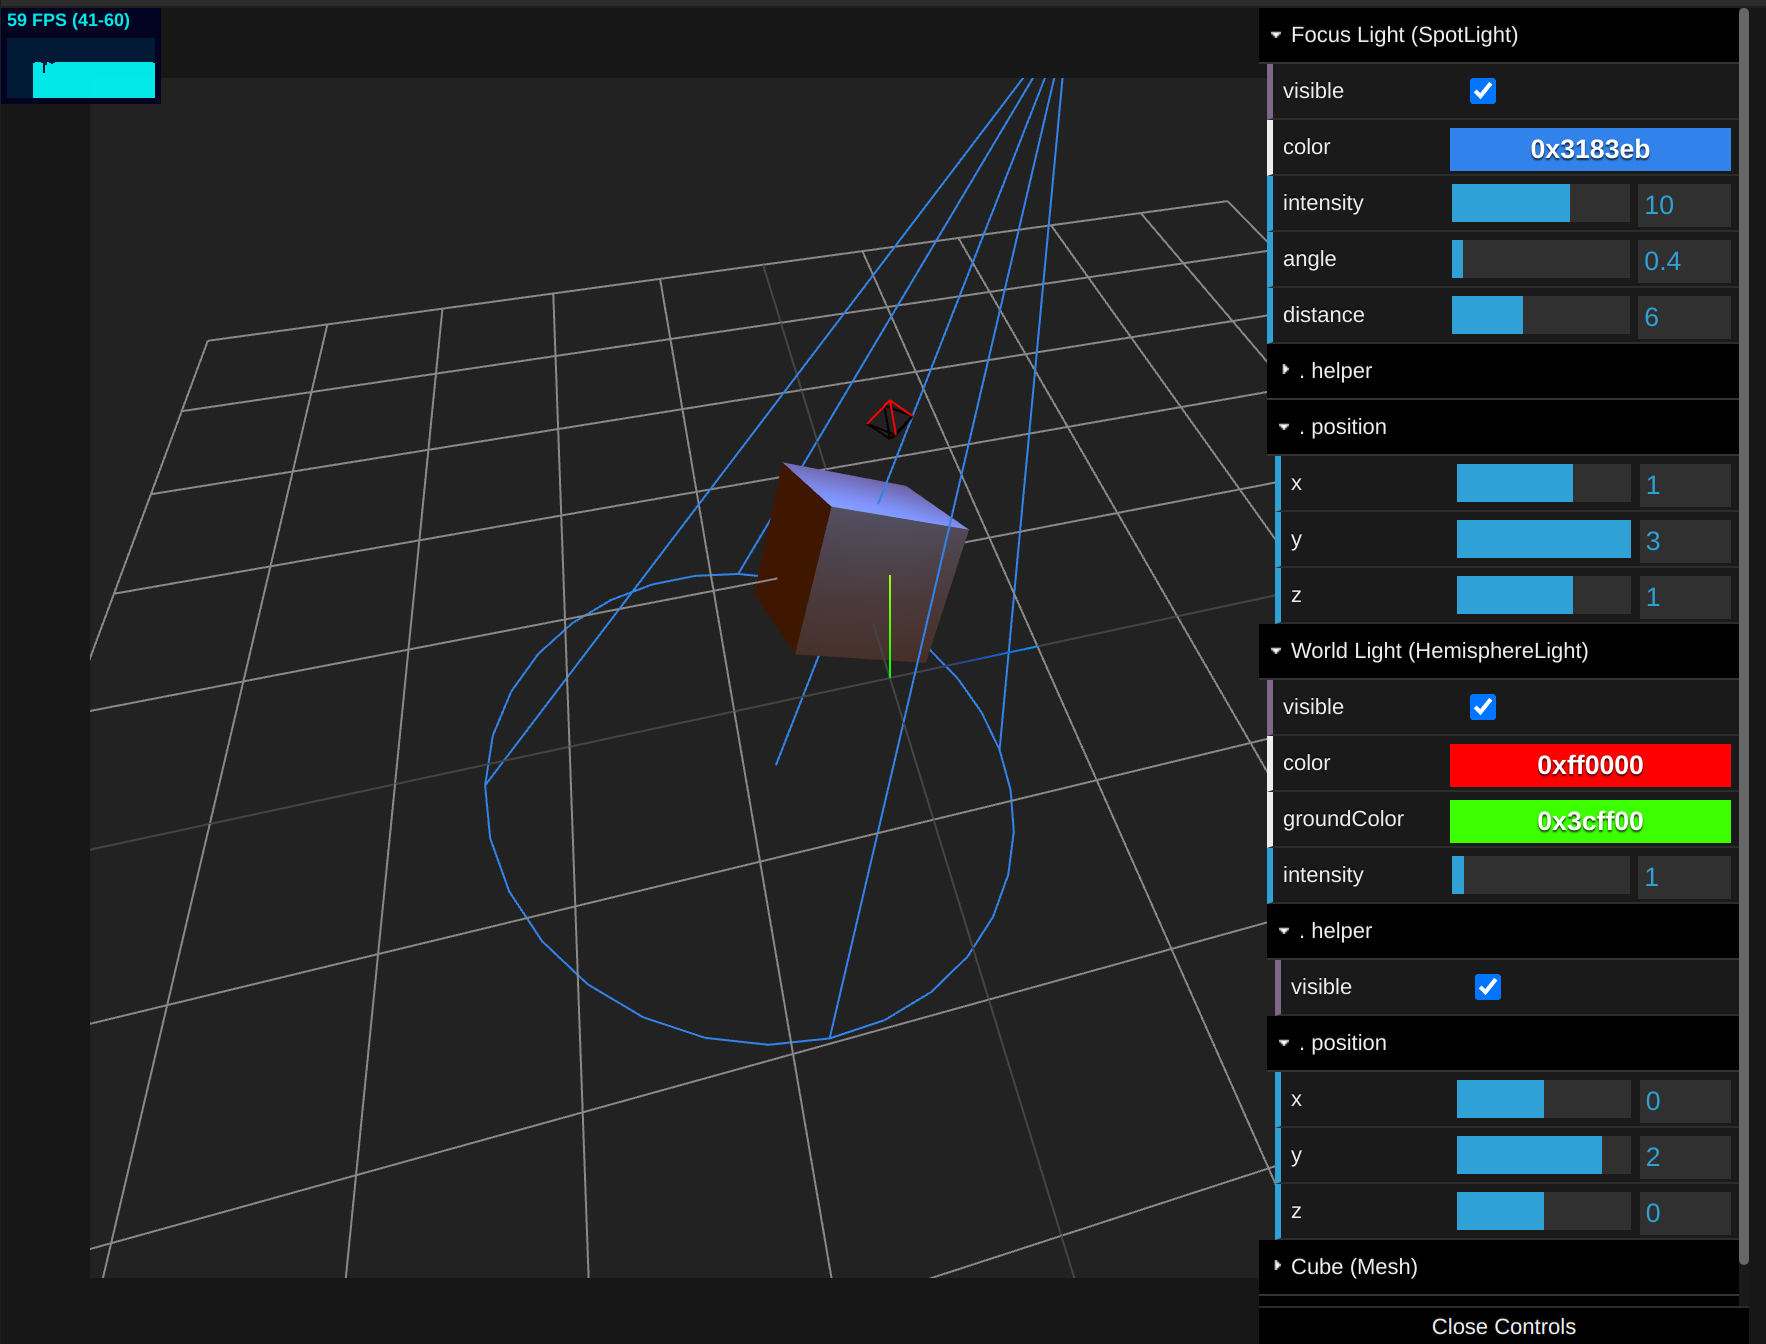 59 FPS (41-60)
Focus Light (SpotLight)
visible
color 0x3183eb
intensity 10
angle 0.4
distance 6
. helper
. position
x 1
y 3
z 1
World Light (HemisphereLight)
visible
color 0xff0000
groundColor 0x3cff00
intensity 1
. helper
visible
. position
x 0
y 2
z 0
Cube (Mesh)
Close Controls